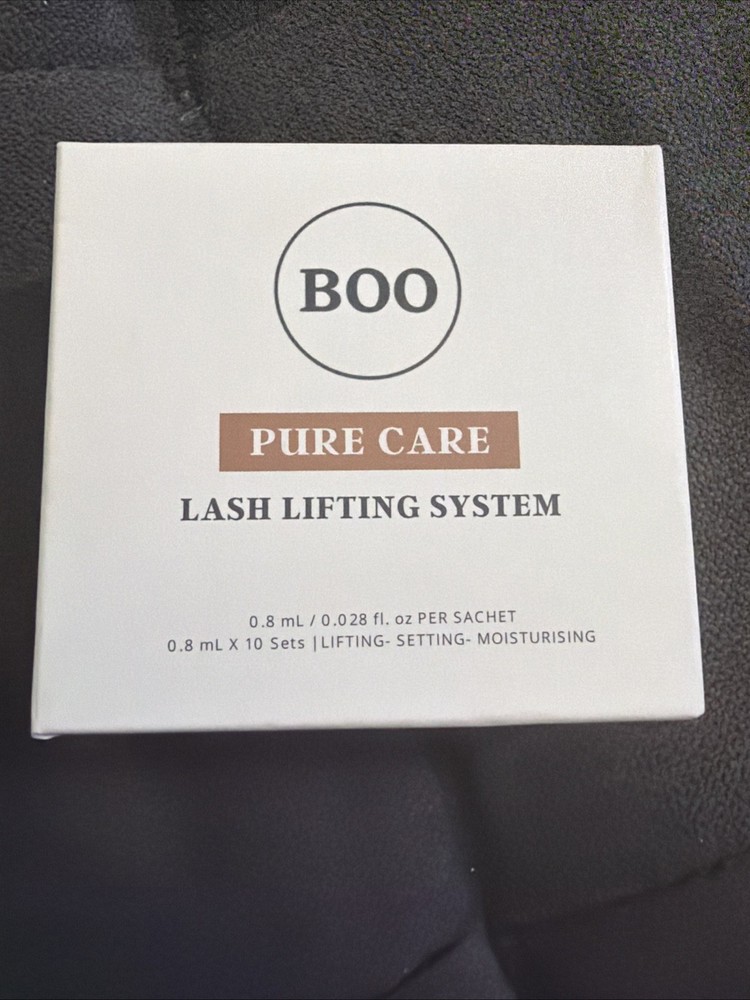 BOO
PURE CARE
LASH LIFTING SYSTEM
0.8 mL / 0.028 fl. oz PER SACHET
0.8 mL X 10 Sets |LIFTING- SETTING- MOISTURISING